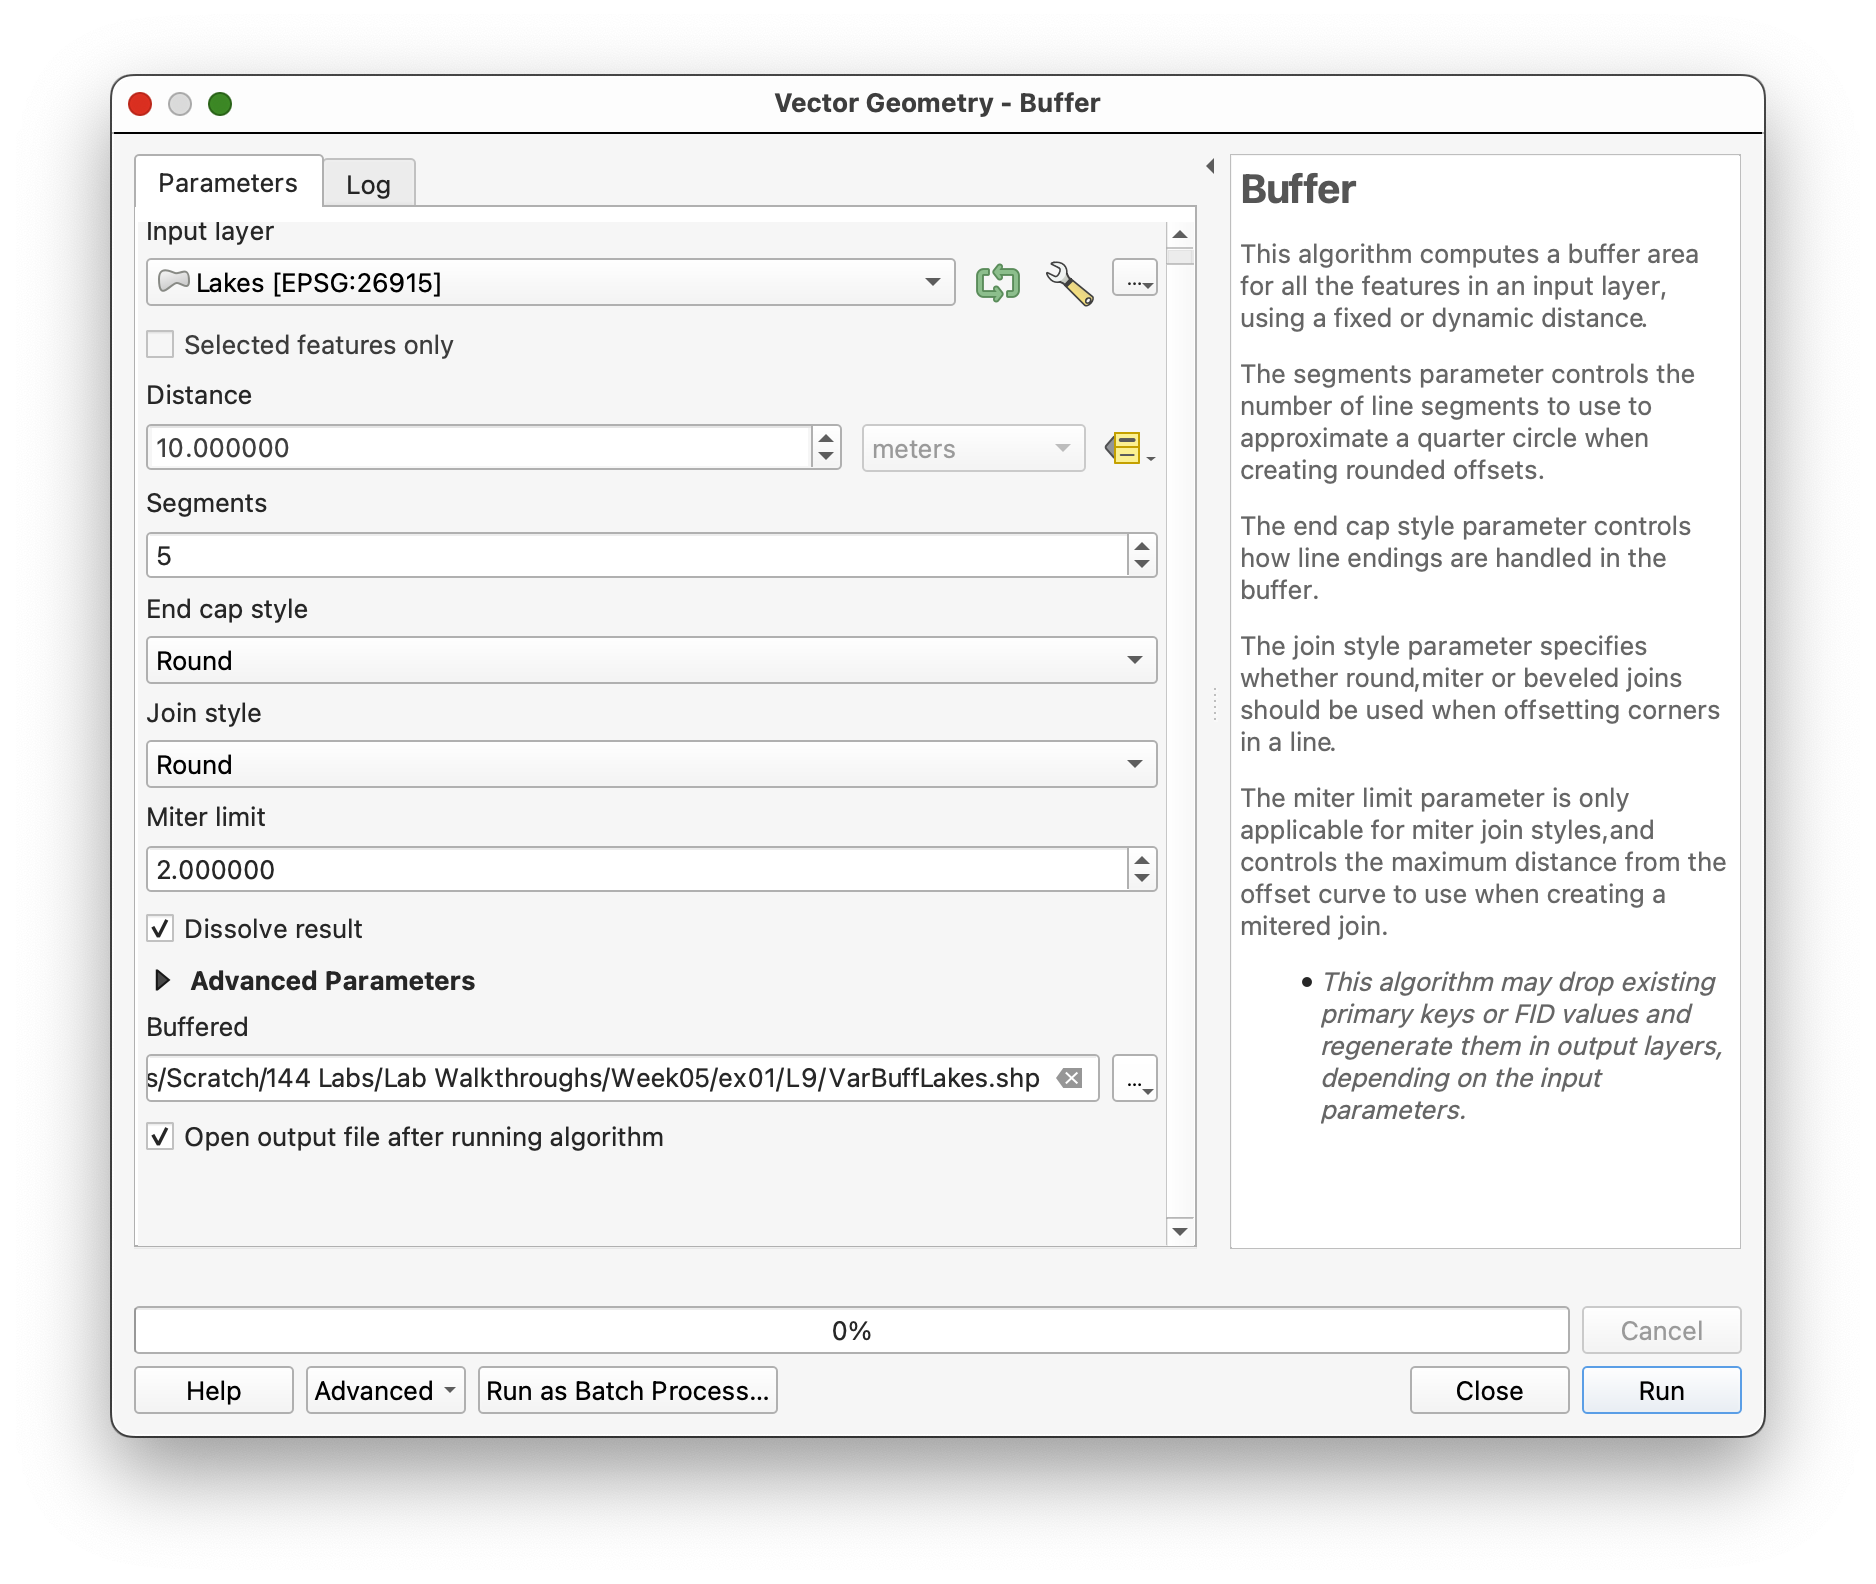 Vector Geometry - Buffer
Parameters
Log
Input layer
Lakes [EPSG:26915]
...
Selected features only
Distance
10.000000
meters
Segments
5
End cap style
Round
Join style
Round
Miter limit
2.000000
Dissolve result
Advanced Parameters
Buffered
s/Scratch/144 Labs/Lab Walkthroughs/Week05/ex01/L9/VarBuffLakes.shp
...
Open output file after running algorithm
Buffer
This algorithm computes a buffer area
for all the features in an input layer,
using a fixed or dynamic distance.
The segments parameter controls the
number of line segments to use to
approximate a quarter circle when
creating rounded offsets.
The end cap style parameter controls
how line endings are handled in the
buffer.
The join style parameter specifies
whether round,miter or beveled joins
should be used when offsetting corners
in a line.
The miter limit parameter is only
applicable for miter join styles,and
controls the maximum distance from the
offset curve to use when creating a
mitered join.
• This algorithm may drop existing
primary keys or FID values and
regenerate them in output layers,
depending on the input
parameters.
0%
Cancel
Help
Advanced
Run as Batch Process...
Close
Run